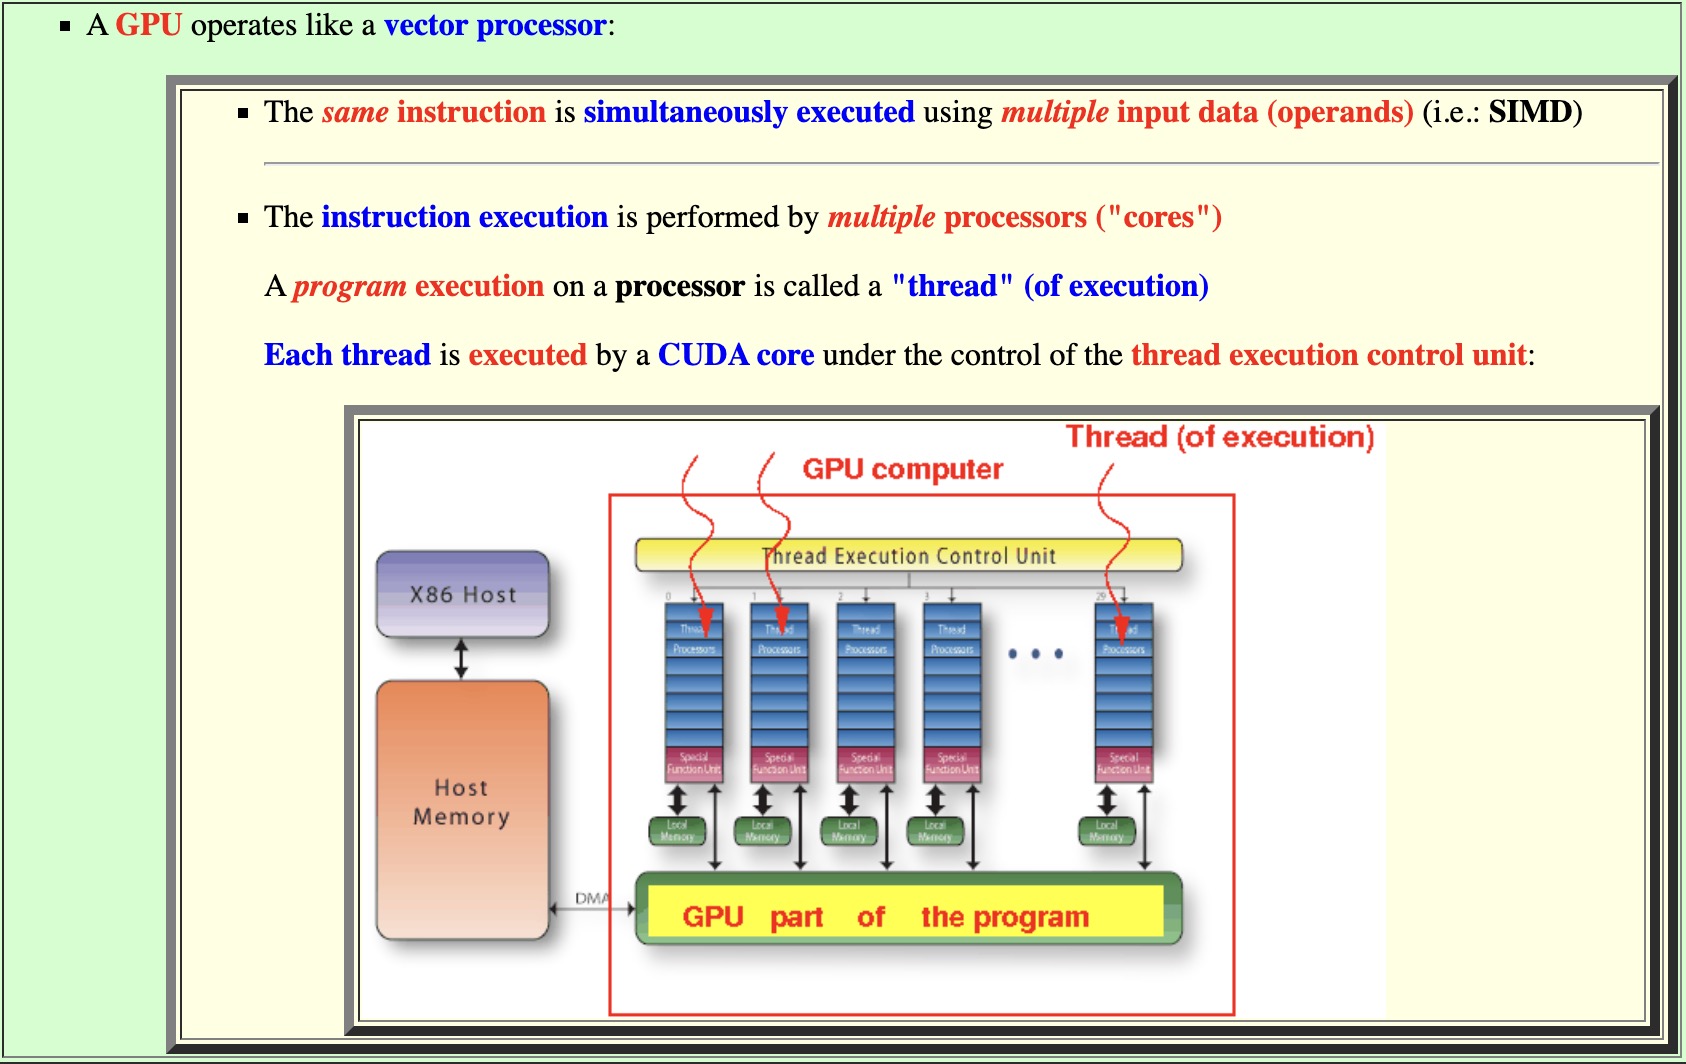 A GPU operates like a vector processor:
The same instruction is simultaneously executed using multiple input data (operands) (i.e.: SIMD)
The instruction execution is performed by multiple processors ("cores")
A program execution on a processor is called a "thread" (of execution)
Each thread is executed by a CUDA core under the control of the thread execution control unit:
Thread (of execution)
GPU computer
Thread Execution Control Unit
X86 Host
0 1 2 3 29
Thread Thread Thread Thread Thread
Processors Processors Processors Processors Processors
Special Special Special Special Special
Function Unit Function Unit Function Unit Function Unit Function Unit
Host
Memory
Local Local Local Local Local
Memory Memory Memory Memory Memory
DMA
GPU part of the program